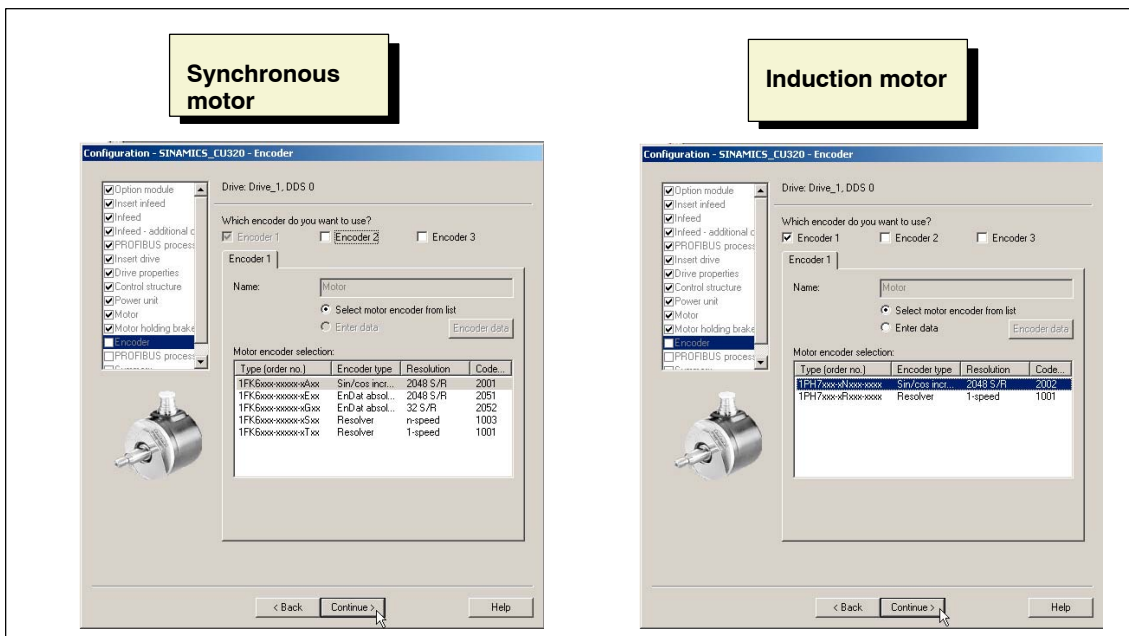 Synchronous
motor
Induction motor
Configuration - SINAMICS_CU320 - Encoder
Option module
Insert infeed
Infeed
Infeed - additional c
PROFIBUS process
Insert drive
Drive properties
Control structure
Power unit
Motor
Motor holding brake
Encoder
PROFIBUS process
Summary
Drive: Drive_1, DDS 0
Which encoder do you want to use?
Encoder 1 Encoder 2 Encoder 3
Encoder 1
Name: Motor
Select motor encoder from list
Enter data Encoder data
Motor encoder selection:
Type (order no.) Encoder type Resolution Code...
1FK6xxx-xxxxx-xAxx Sin/cos incr... 2048 S/R 2001
1FK6xxx-xxxxx-xExx EnDat absol... 2048 S/R 2051
1FK6xxx-xxxxx-xGxx EnDat absol... 32 S/R 2052
1FK6xxx-xxxxx-xSxx Resolver n-speed 1003
1FK6xxx-xxxxx-xTxx Resolver 1-speed 1001
< Back Continue > Help
Configuration - SINAMICS_CU320 - Encoder
Option module
Insert infeed
Infeed
Infeed - additional c
PROFIBUS process
Insert drive
Drive properties
Control structure
Power unit
Motor
Motor holding brake
Encoder
PROFIBUS process
Drive: Drive_1, DDS 0
Which encoder do you want to use?
Encoder 1 Encoder 2 Encoder 3
Encoder 1
Name: Motor
Select motor encoder from list
Enter data Encoder data
Motor encoder selection:
Type (order no.) Encoder type Resolution Code...
1PH7xxx-xNxxx-xxxx Sin/cos incr... 2048 S/R 2002
1PH7xxx-xRxxx-xxxx Resolver 1-speed 1001
< Back Continue > Help